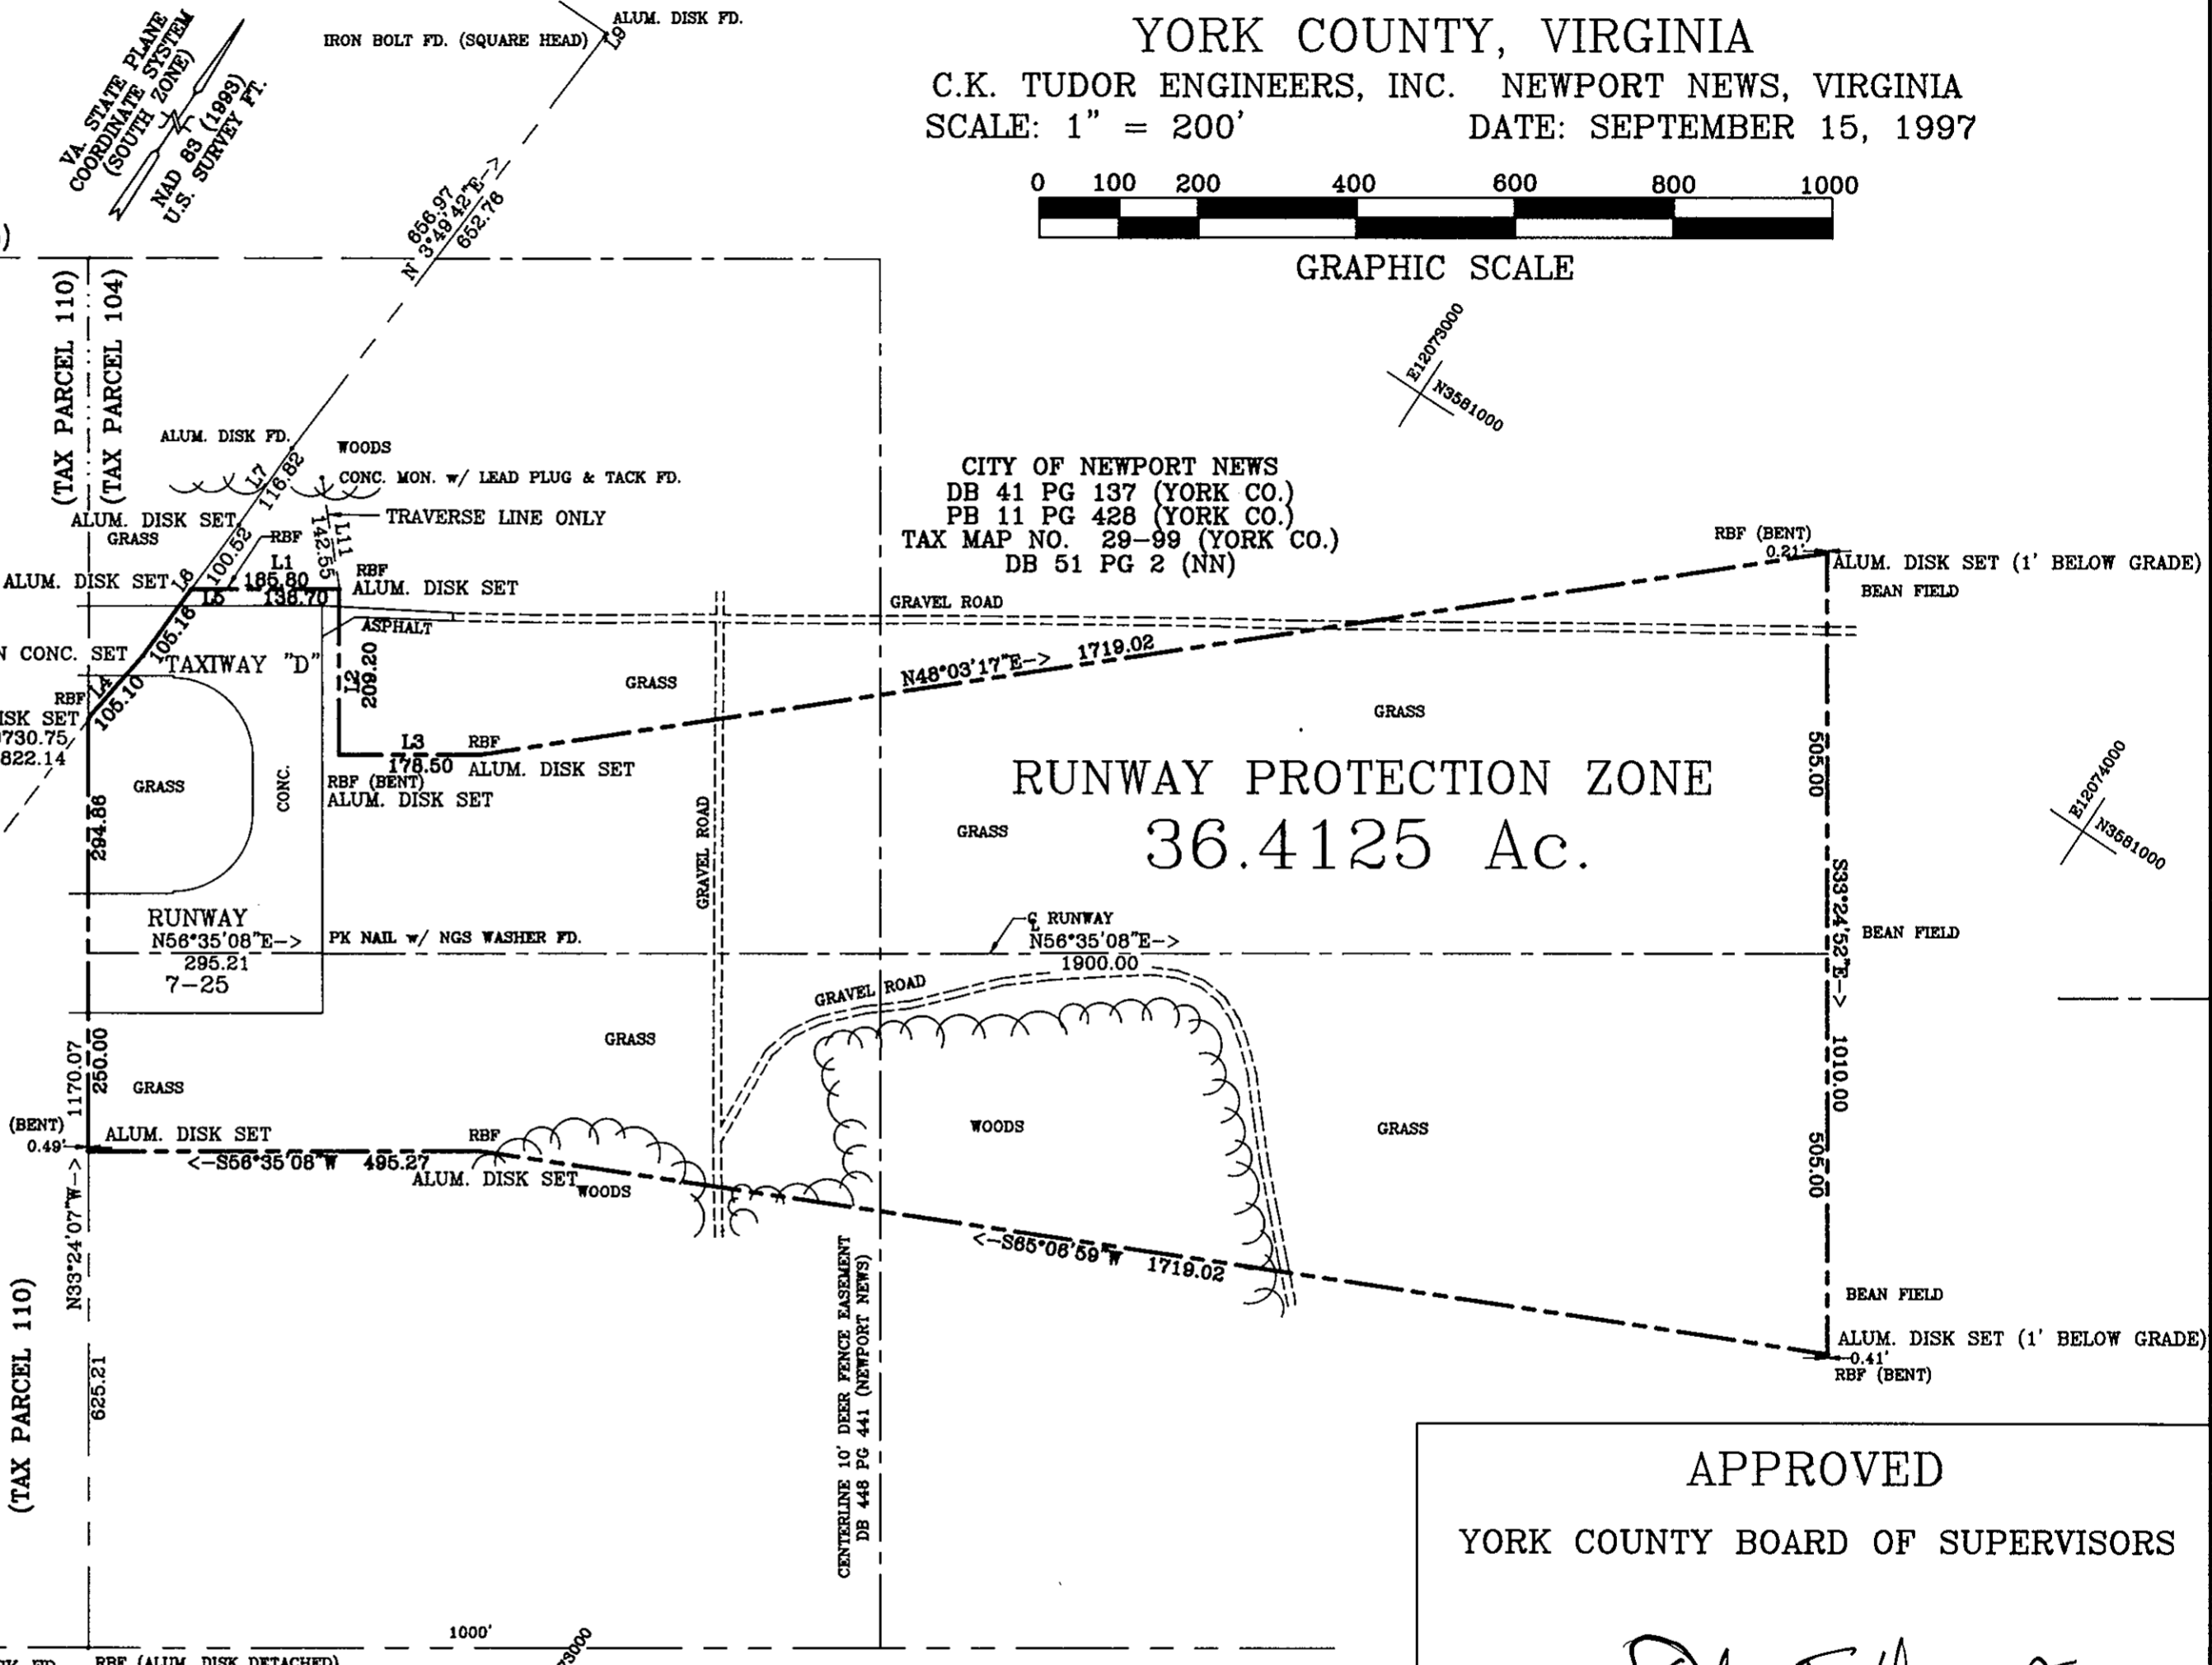 YORK COUNTY, VIRGINIA
C.K. TUDOR ENGINEERS, INC. NEWPORT NEWS, VIRGINIA
SCALE: 1" = 200' DATE: SEPTEMBER 15, 1997
0 100 200 400 600 800 1000
GRAPHIC SCALE
VA. STATE PLANE
COORDINATE SYSTEM
(SOUTH ZONE)
NAD 83 (1993)
U.S. SURVEY FT.
IRON BOLT FD. (SQUARE HEAD)
ALUM. DISK FD.
L9
656.97
N 3°49'42"E->
652.76
)
(TAX PARCEL 110)
(TAX PARCEL 104)
ALUM. DISK FD.
WOODS
L7
116.82
CONC. MON. w/ LEAD PLUG & TACK FD.
TRAVERSE LINE ONLY
L11
142.55
ALUM. DISK SET
GRASS
100.52
RBF
L1
185.80
L5 138.70
RBF
ALUM. DISK SET
ALUM. DISK SET
L6
105.16
ASPHALT
N CONC. SET
TAXIWAY "D"
L2
209.20
RBF
L4
105.10
ISK SET
730.75
822.14
L3
178.50
RBF
ALUM. DISK SET
RBF (BENT)
ALUM. DISK SET
GRASS
CONC.
294.86
GRASS
GRAVEL ROAD
CITY OF NEWPORT NEWS
DB 41 PG 137 (YORK CO.)
PB 11 PG 428 (YORK CO.)
TAX MAP NO. 29-99 (YORK CO.)
DB 51 PG 2 (NN)
GRAVEL ROAD
N48°03'17"E-> 1719.02
E12073000
N3581000
RBF (BENT)
0.21'
ALUM. DISK SET (1' BELOW GRADE)
BEAN FIELD
GRASS
RUNWAY PROTECTION ZONE
36.4125 Ac.
GRASS
505.00
E12074000
N3581000
S33°24'52"E-> 1010.00
BEAN FIELD
RUNWAY
N56°35'08"E->
295.21
7-25
PK NAIL w/ NGS WASHER FD.
℄ RUNWAY
N56°35'08"E->
1900.00
GRAVEL ROAD
GRASS
GRASS
1170.07
250.00
(BENT)
0.49'
ALUM. DISK SET
<-S56°35'08"W 495.27
RBF
ALUM. DISK SET
WOODS
WOODS
GRASS
505.00
<-S65°06'59"W 1719.02
BEAN FIELD
ALUM. DISK SET (1' BELOW GRADE)
0.41'
RBF (BENT)
N33°24'07"W->
625.21
(TAX PARCEL 110)
CENTERLINE 10' DEER FENCE EASEMENT
DB 448 PG 441 (NEWPORT NEWS)
1000'
73000
RBF (ALUM. DISK DETACHED)
APPROVED
YORK COUNTY BOARD OF SUPERVISORS